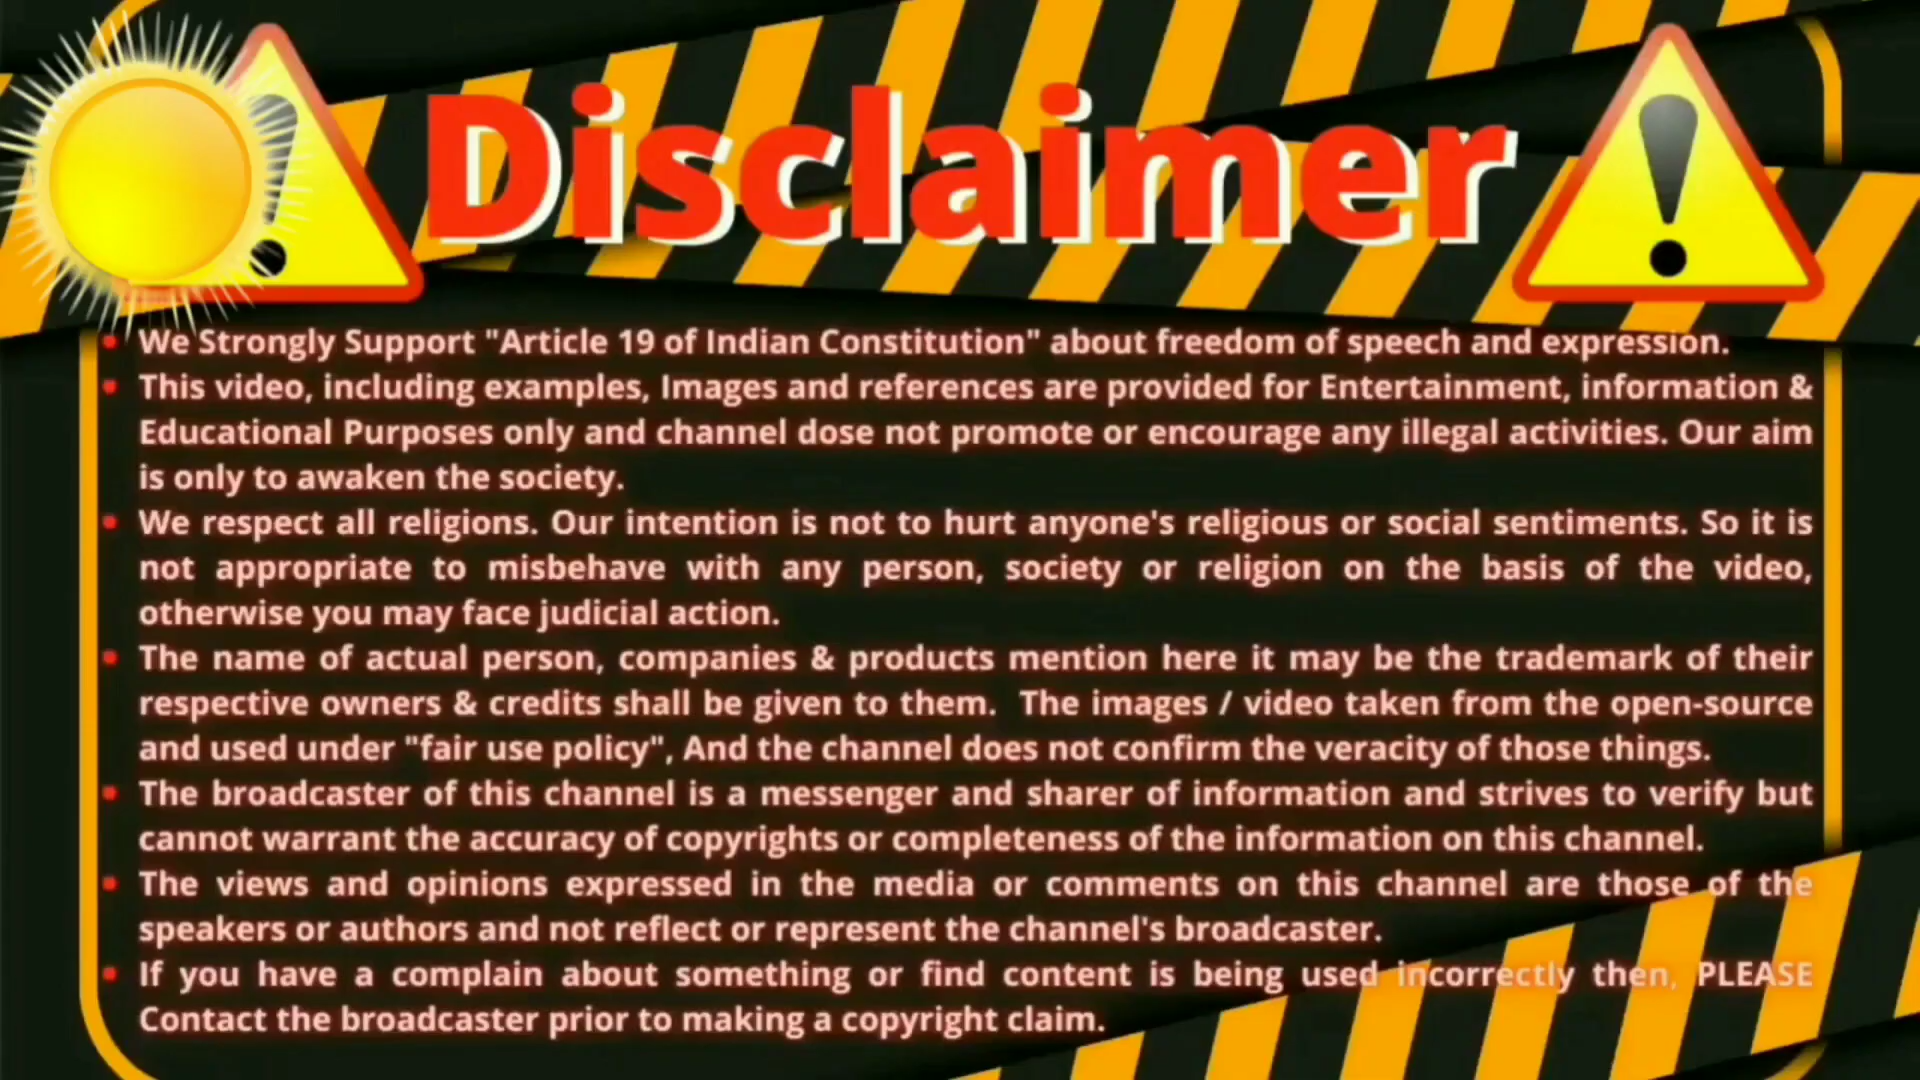 Disclaimer
• We Strongly Support "Article 19 of Indian Constitution" about freedom of speech and expression.
• This video, including examples, Images and references are provided for Entertainment, information &
Educational Purposes only and channel dose not promote or encourage any illegal activities. Our aim
is only to awaken the society.
• We respect all religions. Our intention is not to hurt anyone's religious or social sentiments. So it is
not appropriate to misbehave with any person, society or religion on the basis of the video,
otherwise you may face judicial action.
• The name of actual person, companies & products mention here it may be the trademark of their
respective owners & credits shall be given to them. The images / video taken from the open-source
and used under "fair use policy", And the channel does not confirm the veracity of those things.
• The broadcaster of this channel is a messenger and sharer of information and strives to verify but
cannot warrant the accuracy of copyrights or completeness of the information on this channel.
• The views and opinions expressed in the media or comments on this channel are those of the
speakers or authors and not reflect or represent the channel's broadcaster.
• If you have a complain about something or find content is being used incorrectly then, PLEASE
Contact the broadcaster prior to making a copyright claim.